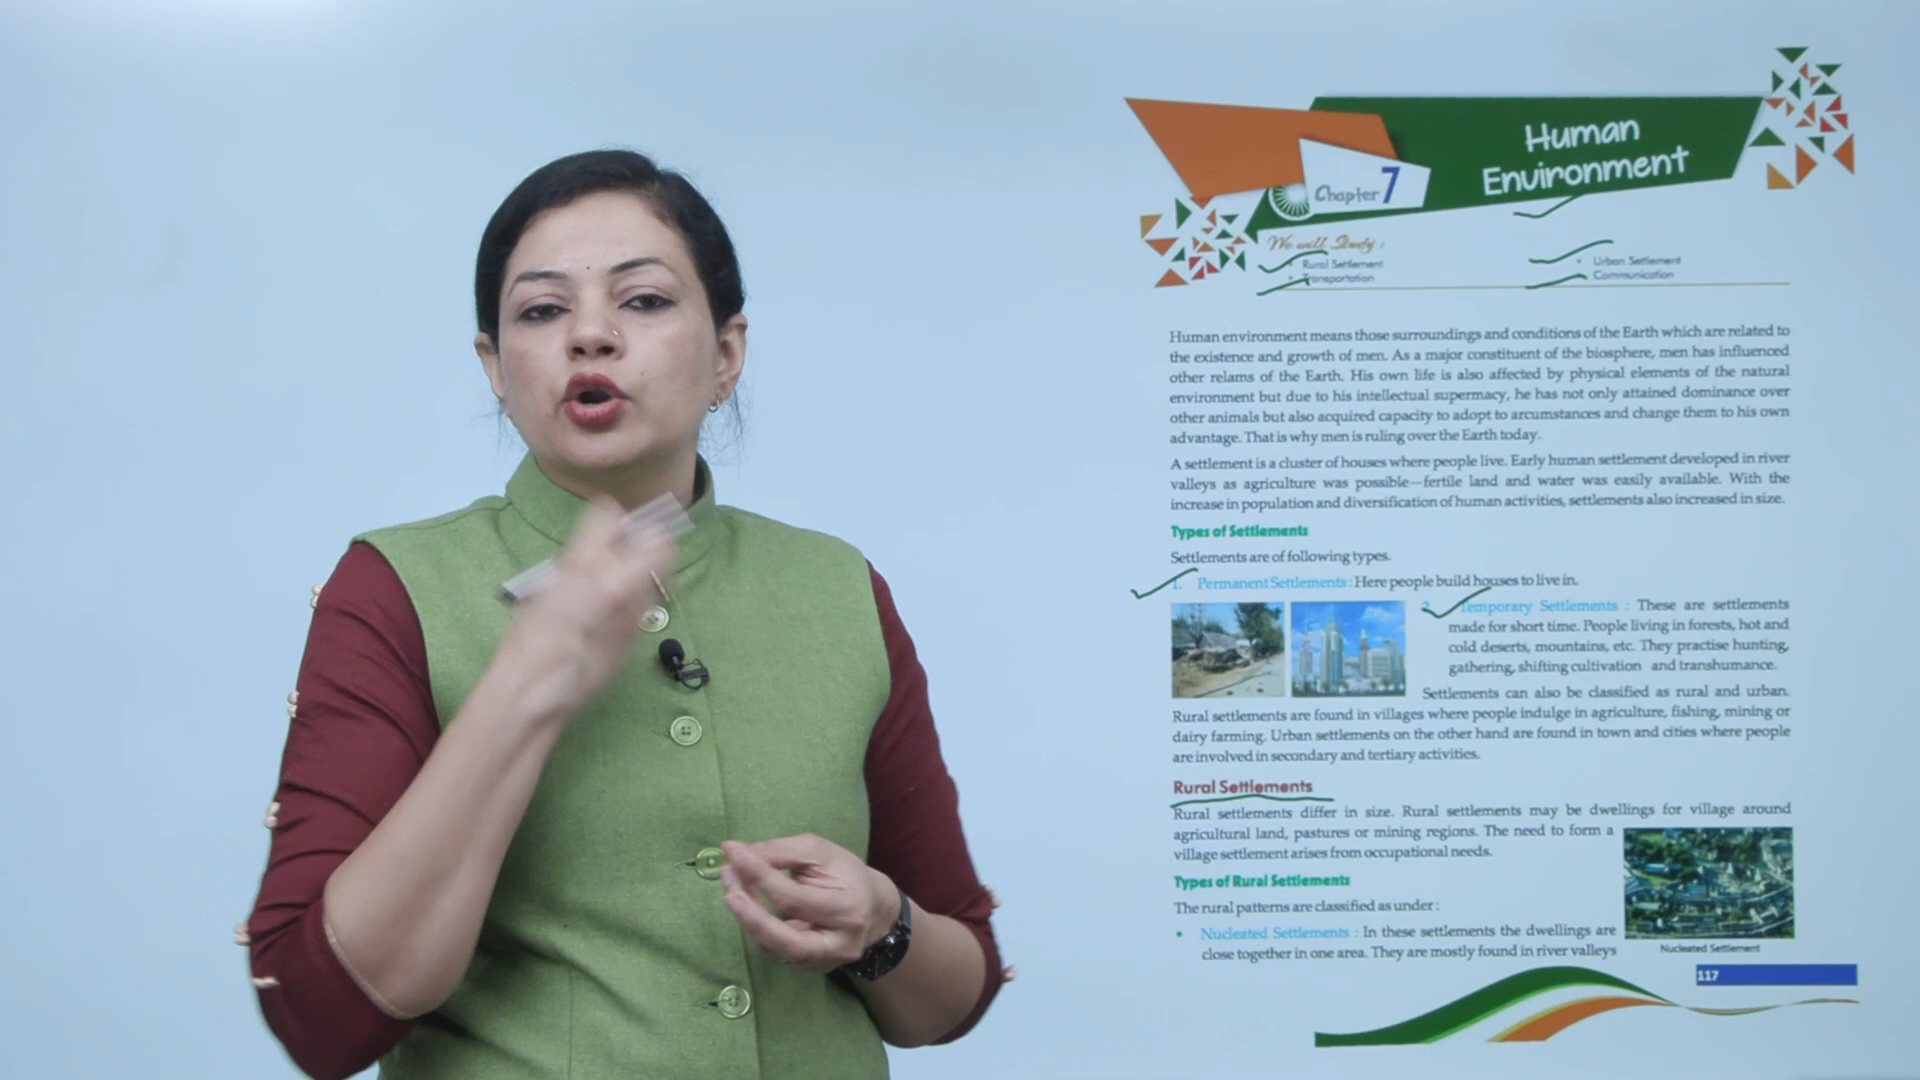 Human
Environment
Chapter 7
We will Study :
• Rural Settlement
• Transportation
• Urban Settlement
• Communication
Human environment means those surroundings and conditions of the Earth which are related to
the existence and growth of men. As a major constituent of the biosphere, men has influenced
other relams of the Earth. His own life is also affected by physical elements of the natural
environment but due to his intellectual supermacy, he has not only attained dominance over
other animals but also acquired capacity to adopt to arcumstances and change them to his own
advantage. That is why men is ruling over the Earth today.
A settlement is a cluster of houses where people live. Early human settlement developed in river
valleys as agriculture was possible—fertile land and water was easily available. With the
increase in population and diversification of human activities, settlements also increased in size.
Types of Settlements
Settlements are of following types.
1. Permanent Settlements : Here people build houses to live in.
Temporary Settlements : These are settlements
made for short time. People living in forests, hot and
cold deserts, mountains, etc. They practise hunting,
gathering, shifting cultivation and transhumance.
Settlements can also be classified as rural and urban.
Rural settlements are found in villages where people indulge in agriculture, fishing, mining or
dairy farming. Urban settlements on the other hand are found in town and cities where people
are involved in secondary and tertiary activities.
Rural Settlements
Rural settlements differ in size. Rural settlements may be dwellings for village around
agricultural land, pastures or mining regions. The need to form a
village settlement arises from occupational needs.
Types of Rural Settlements
The rural patterns are classified as under :
• Nucleated Settlements : In these settlements the dwellings are
close together in one area. They are mostly found in river valleys
Nucleated Settlement
117